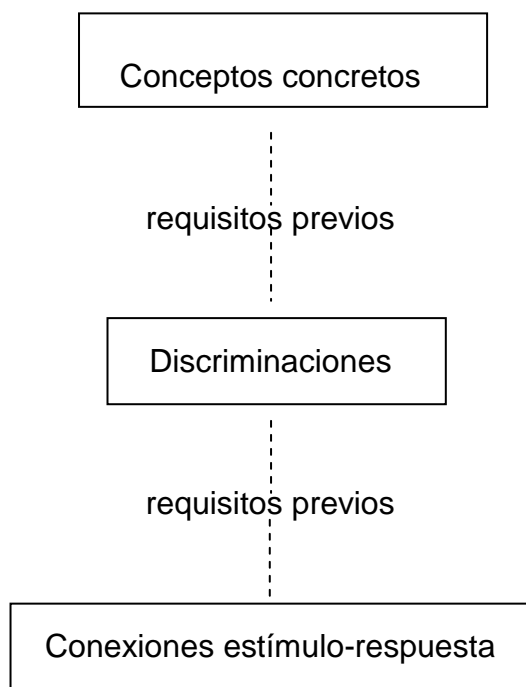 Conceptos concretos
requisitos previos
Discriminaciones
requisitos previos
Conexiones estímulo-respuesta